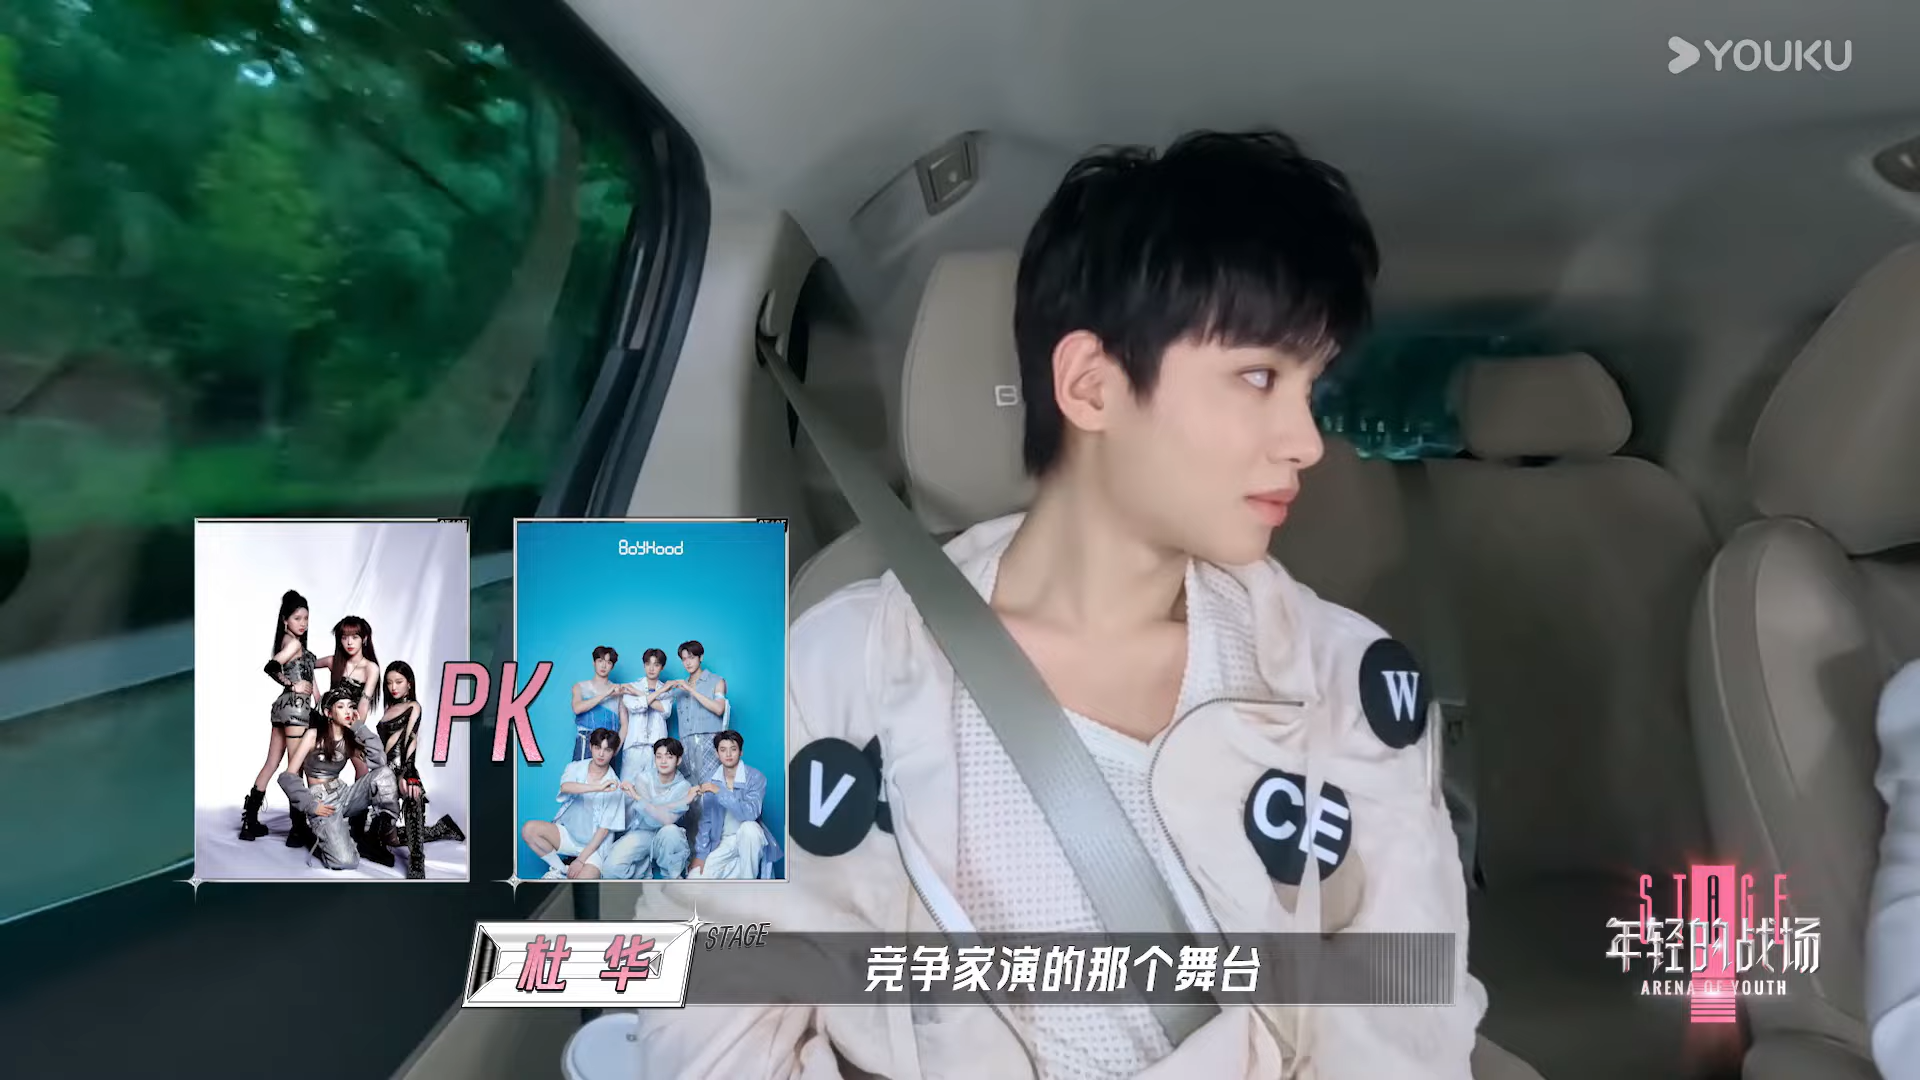 YOUKU
BoYHood
PK
W
V
CE
杜华
STAGE
竞争家演的那个舞台
STAGE
年轻的战场
ARENA OF YOUTH